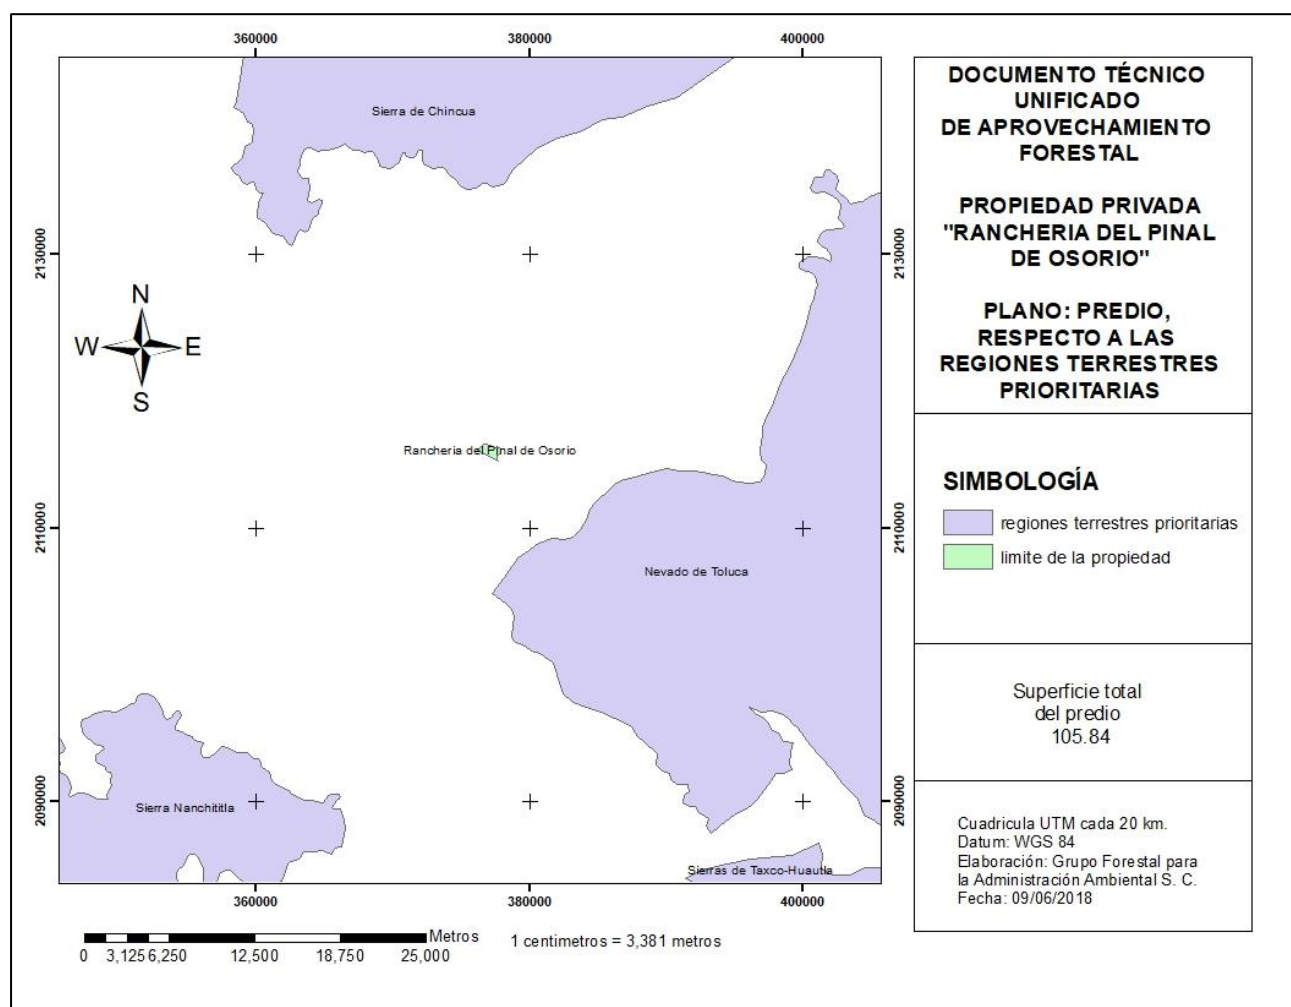 360000
380000
400000
Sierra de Chincua
2130000
2130000
N
W
E
S
Rancheria del Pinal de Osorio
2110000
2110000
Nevado de Toluca
2090000
2090000
Sierra Nanchititla
Sierras de Taxco-Huautla
360000
380000
400000
Metros
0 3,125 6,250 12,500 18,750 25,000
1 centimetros = 3,381 metros
DOCUMENTO TÉCNICO
UNIFICADO
DE APROVECHAMIENTO
FORESTAL
PROPIEDAD PRIVADA
"RANCHERIA DEL PINAL
DE OSORIO"
PLANO: PREDIO,
RESPECTO A LAS
REGIONES TERRESTRES
PRIORITARIAS
SIMBOLOGÍA
regiones terrestres prioritarias
limite de la propiedad
Superficie total
del predio
105.84
Cuadricula UTM cada 20 km.
Datum: WGS 84
Elaboración: Grupo Forestal para
la Administración Ambiental S. C.
Fecha: 09/06/2018